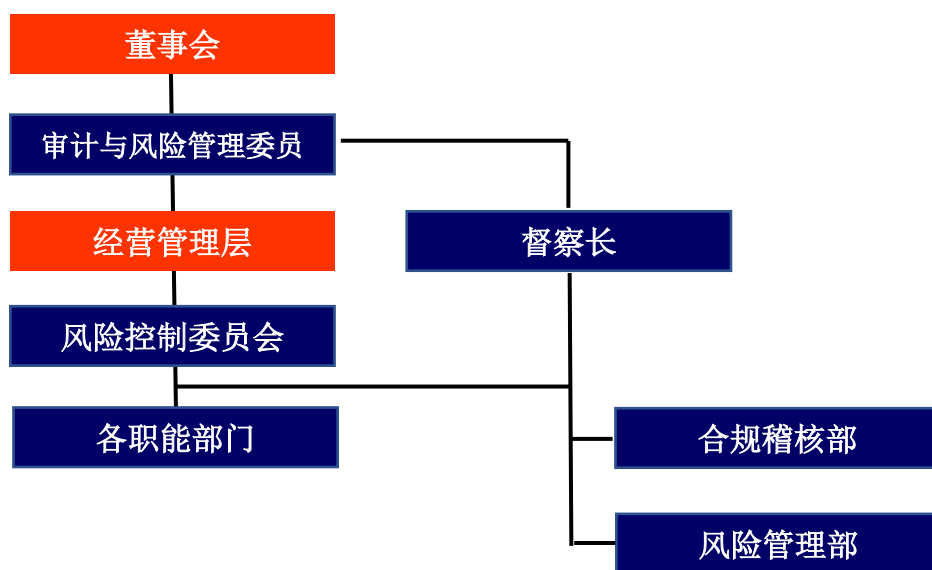 董事会
审计与风险管理委员
经营管理层
督察长
风险控制委员会
各职能部门
合规稽核部
风险管理部